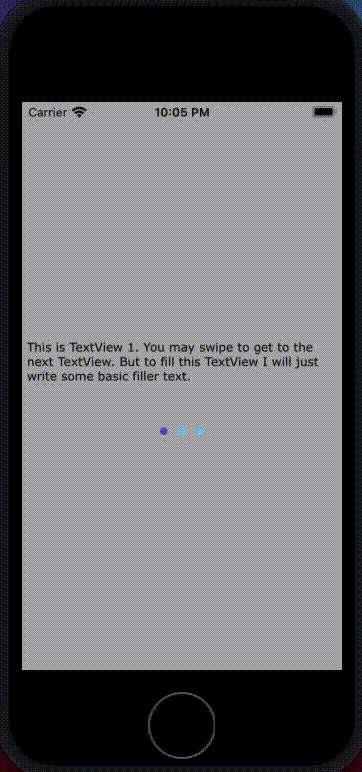 Carrier 10:05 PM
This is TextView 1. You may swipe to get to the
next TextView. But to fill this TextView I will just
write some basic filler text.